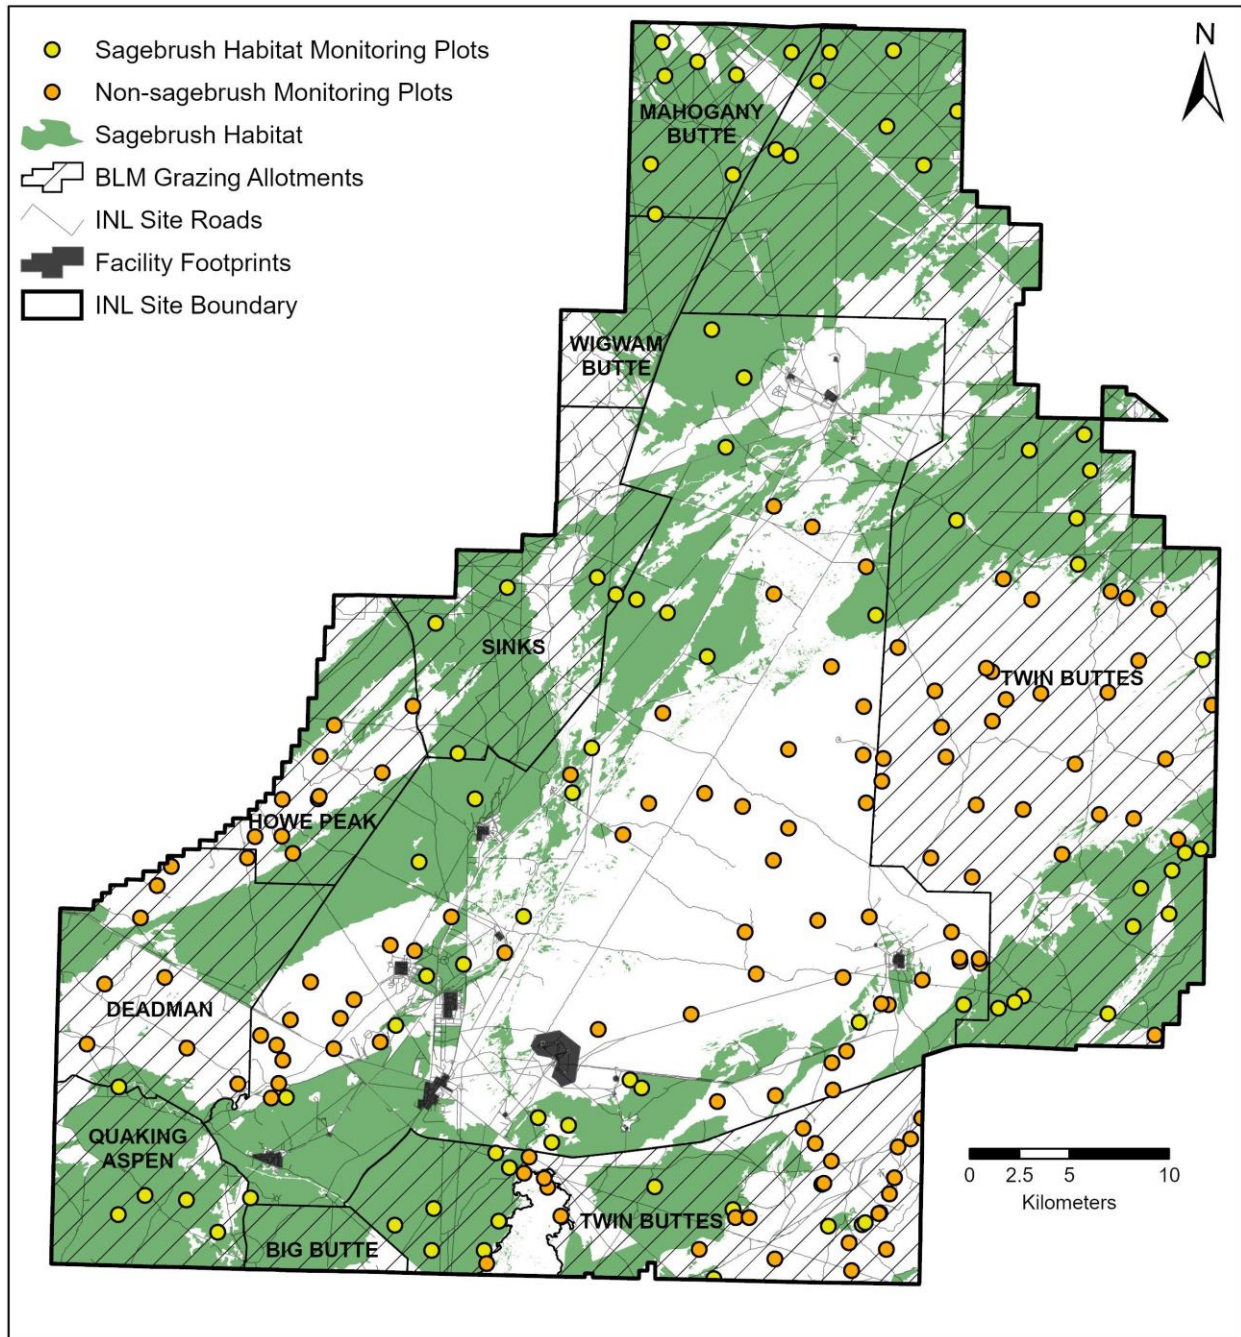 Sagebrush Habitat Monitoring Plots
Non-sagebrush Monitoring Plots
Sagebrush Habitat
BLM Grazing Allotments
INL Site Roads
Facility Footprints
INL Site Boundary
N
MAHOGANY
BUTTE
WIGWAM
BUTTE
SINKS
TWIN BUTTES
HOWE PEAK
DEADMAN
QUAKING
ASPEN
BIG BUTTE
TWIN BUTTES
0 2.5 5 10
Kilometers